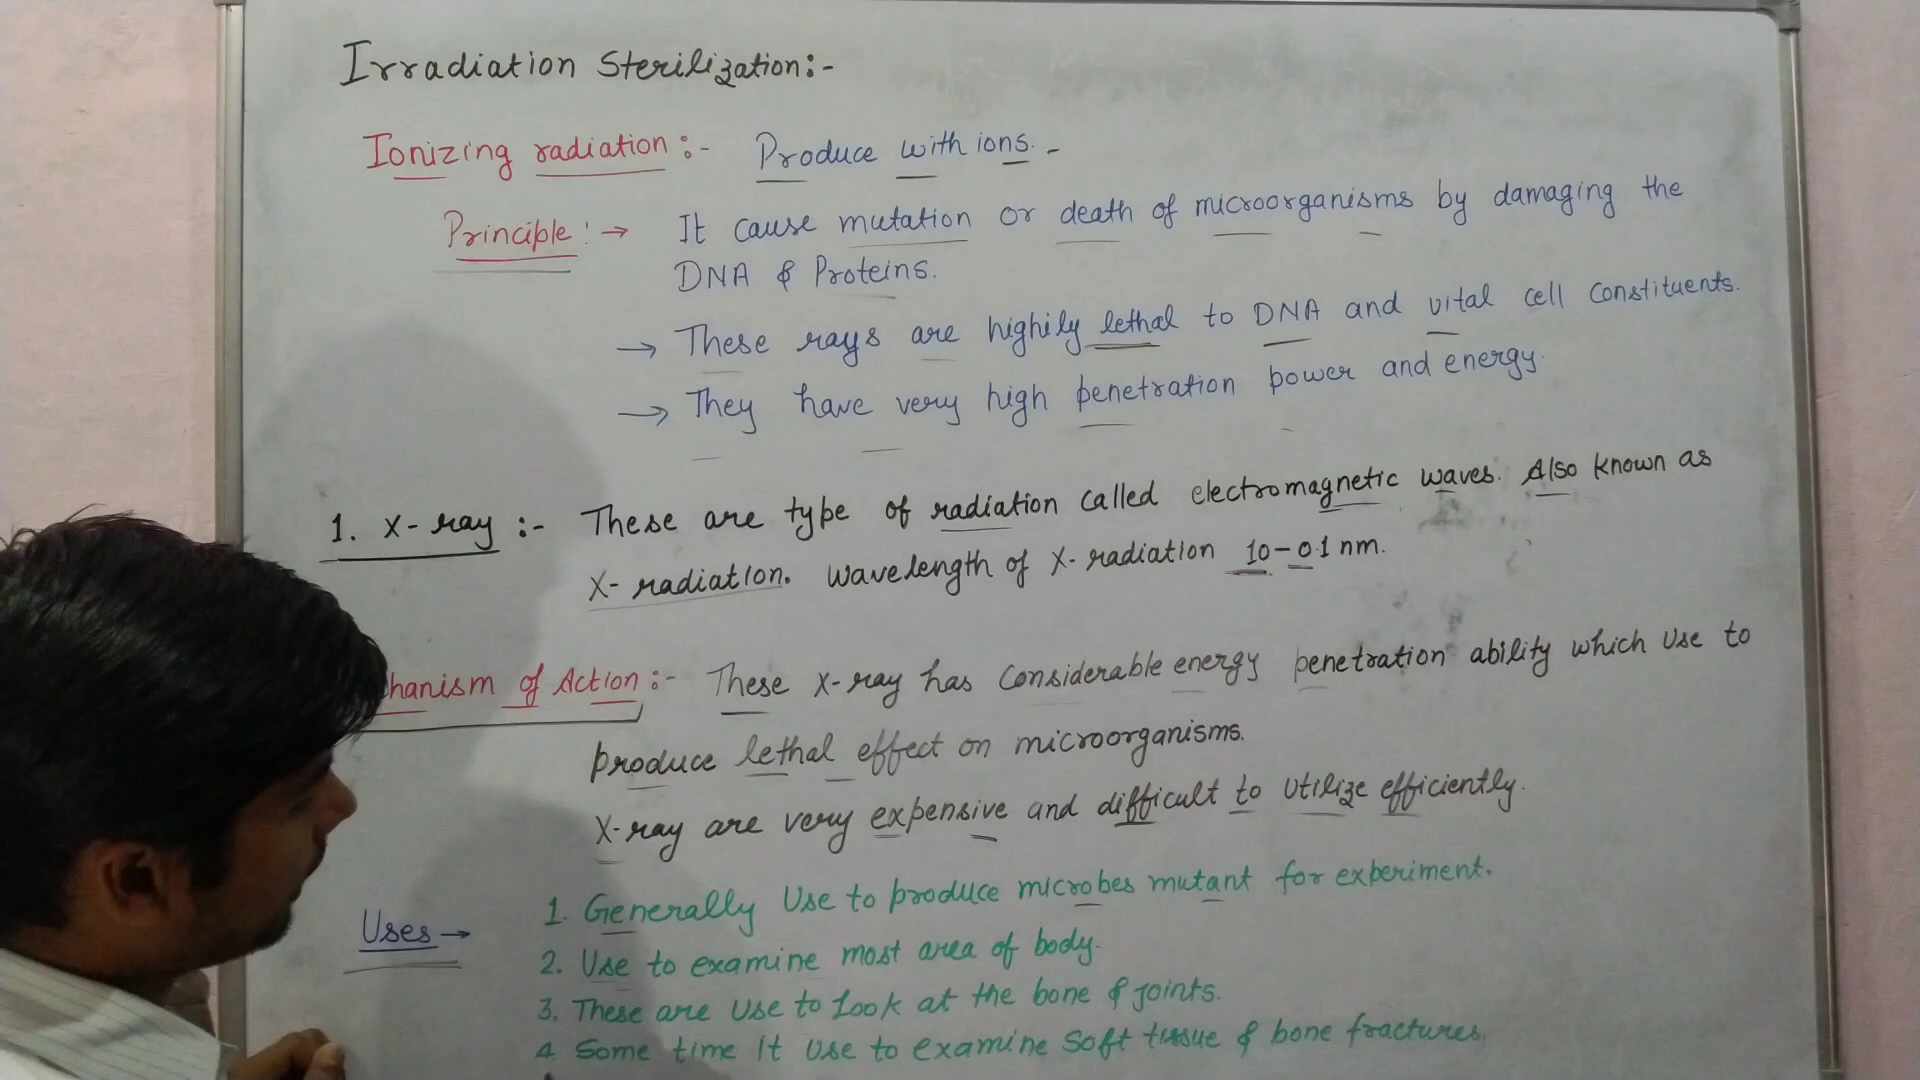 Irradiation Sterilization:-
Ionizing radiation :- Produce with ions. -
Principle :→ It cause mutation or death of microorganisms by damaging the
DNA & Proteins.
→ These rays are highily lethal to DNA and vital cell constituents.
→ They have very high penetration power and energy.
1. X-ray :- These are type of radiation called electromagnetic waves. Also known as
X-radiation. Wavelength of X-radiation 10-0.1 nm.
hanism of Action :- These X-ray has considerable energy penetration ability which use to
produce lethal effect on microorganisms.
X-ray are very expensive and difficult to utilize efficiently.
Uses → 1. Generally Use to produce microbes mutant for experiment.
2. Use to examine most area of body.
3. These are use to look at the bone & joints.
4. Some time It use to examine soft tissue & bone fractures.